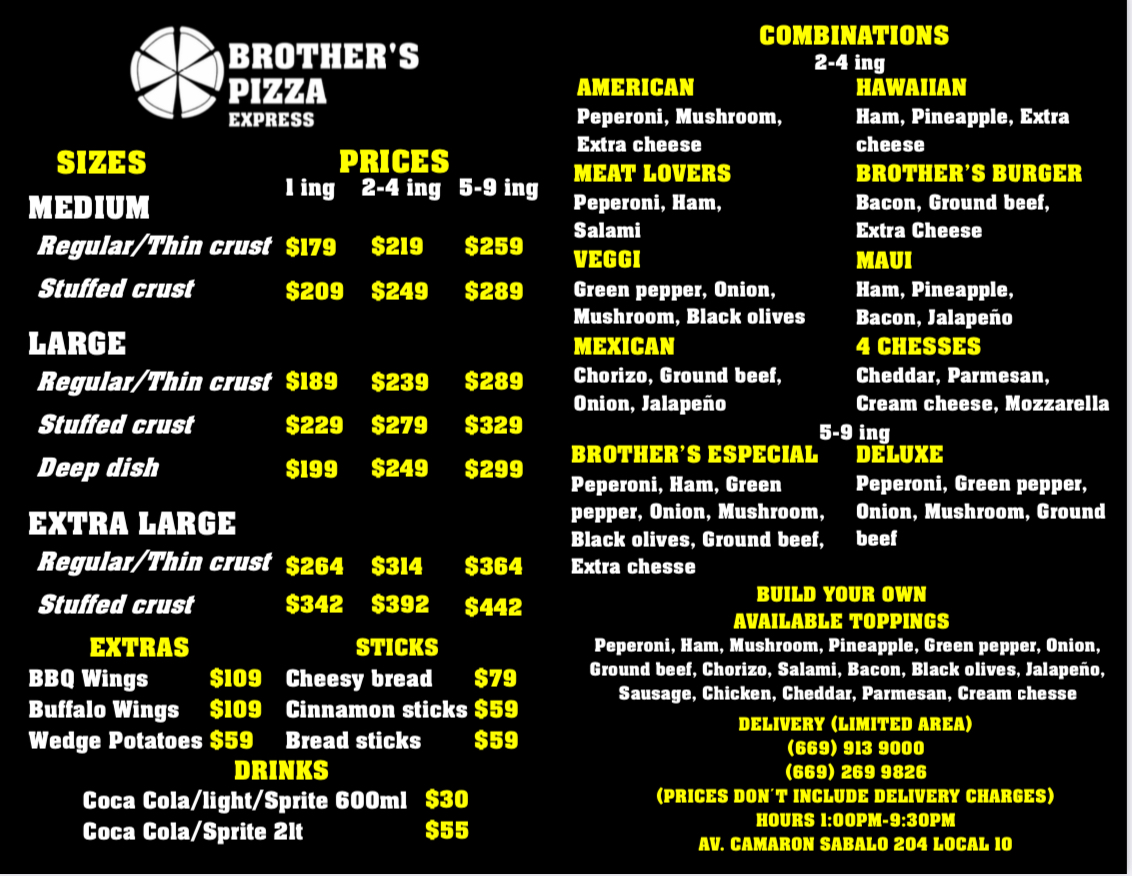 BROTHER'S
PIZZA
EXPRESS
SIZES PRICES
1 ing 2-4 ing 5-9 ing
MEDIUM
Regular/Thin crust $179 $219 $259
Stuffed crust $209 $249 $289
LARGE
Regular/Thin crust $189 $239 $289
Stuffed crust $229 $279 $329
Deep dish $199 $249 $299
EXTRA LARGE
Regular/Thin crust $264 $314 $364
Stuffed crust $342 $392 $442
EXTRAS
BBQ Wings $109
Buffalo Wings $109
Wedge Potatoes $59
STICKS
Cheesy bread $79
Cinnamon sticks $59
Bread sticks $59
DRINKS
Coca Cola/light/Sprite 600ml $30
Coca Cola/Sprite 2lt $55
COMBINATIONS
2-4 ing
AMERICAN
Peperoni, Mushroom,
Extra cheese
HAWAIIAN
Ham, Pineapple, Extra
cheese
MEAT LOVERS
Peperoni, Ham,
Salami
BROTHER'S BURGER
Bacon, Ground beef,
Extra Cheese
VEGGI
Green pepper, Onion,
Mushroom, Black olives
MAUI
Ham, Pineapple,
Bacon, Jalapeño
MEXICAN
Chorizo, Ground beef,
Onion, Jalapeño
4 CHESSES
Cheddar, Parmesan,
Cream cheese, Mozzarella
5-9 ing
BROTHER'S ESPECIAL
Peperoni, Ham, Green
pepper, Onion, Mushroom,
Black olives, Ground beef,
Extra chesse
DELUXE
Peperoni, Green pepper,
Onion, Mushroom, Ground
beef
BUILD YOUR OWN
AVAILABLE TOPPINGS
Peperoni, Ham, Mushroom, Pineapple, Green pepper, Onion,
Ground beef, Chorizo, Salami, Bacon, Black olives, Jalapeño,
Sausage, Chicken, Cheddar, Parmesan, Cream chesse
DELIVERY (LIMITED AREA)
(669) 913 9000
(669) 269 9826
(PRICES DON´T INCLUDE DELIVERY CHARGES)
HOURS 1:00PM-9:30PM
AV. CAMARON SABALO 204 LOCAL 10